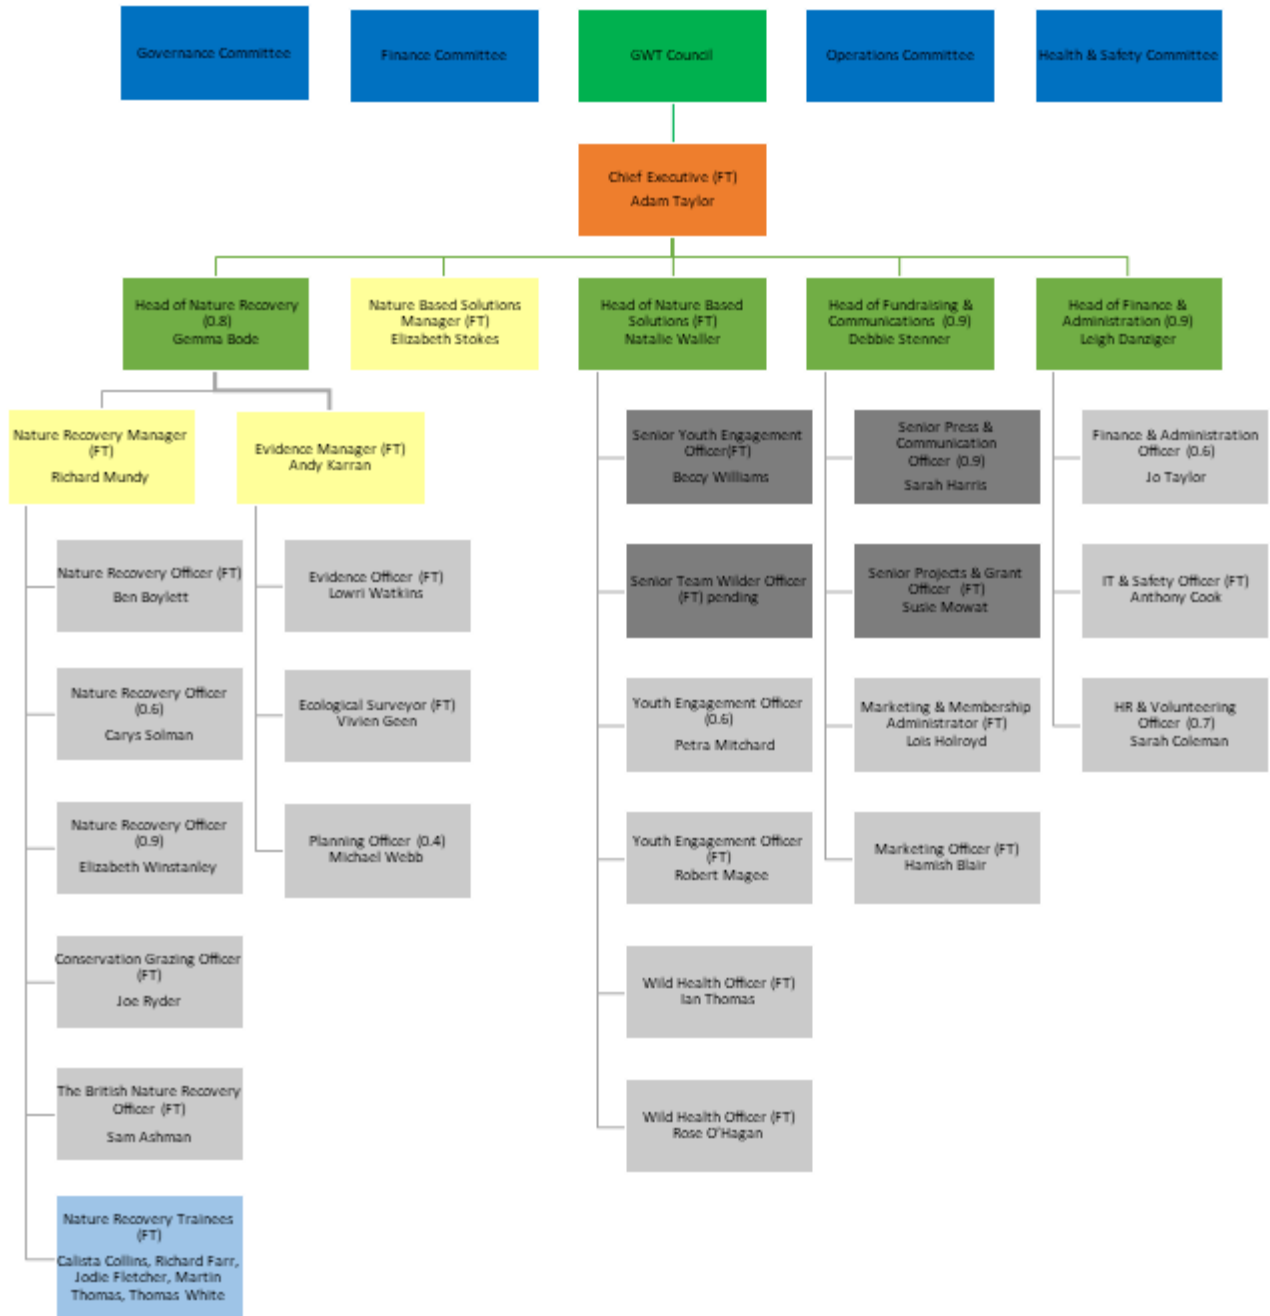 Governance Committee
Finance Committee
GWT Council
Operations Committee
Health & Safety Committee
Chief Executive (FT)
Adam Taylor
Head of Nature Recovery
(0.8)
Gemma Bode
Nature Based Solutions
Manager (FT)
Elizabeth Stokes
Head of Nature Based
Solutions (FT)
Natalie Waller
Head of Fundraising &
Communications (0.9)
Debbie Stenner
Head of Finance &
Administration (0.9)
Leigh Danziger
Nature Recovery Manager
(FT)
Richard Mundy
Evidence Manager (FT)
Andy Karran
Senior Youth Engagement
Officer(FT)
Beccy Williams
Senior Press &
Communication
Officer (0.9)
Sarah Harris
Finance & Administration
Officer (0.6)
Jo Taylor
Nature Recovery Officer (FT)
Ben Boylett
Evidence Officer (FT)
Lowri Watkins
Senior Team Wilder Officer
(FT) pending
Senior Projects & Grant
Officer (FT)
Susie Mowat
IT & Safety Officer (FT)
Anthony Cook
Nature Recovery Officer
(0.6)
Carys Solman
Ecological Surveyor (FT)
Vivien Geen
Youth Engagement Officer
(0.6)
Petra Mitchard
Marketing & Membership
Administrator (FT)
Lois Holroyd
HR & Volunteering
Officer (0.7)
Sarah Coleman
Nature Recovery Officer
(0.9)
Elizabeth Winstanley
Planning Officer (0.4)
Michael Webb
Youth Engagement Officer
(FT)
Robert Magee
Marketing Officer (FT)
Hamish Blair
Conservation Grazing Officer
(FT)
Joe Ryder
Wild Health Officer (FT)
Ian Thomas
The British Nature Recovery
Officer (FT)
Sam Ashman
Wild Health Officer (FT)
Rose O'Hagan
Nature Recovery Trainees
(FT)
Calista Collins, Richard Farr,
Jodie Fletcher, Martin
Thomas, Thomas White